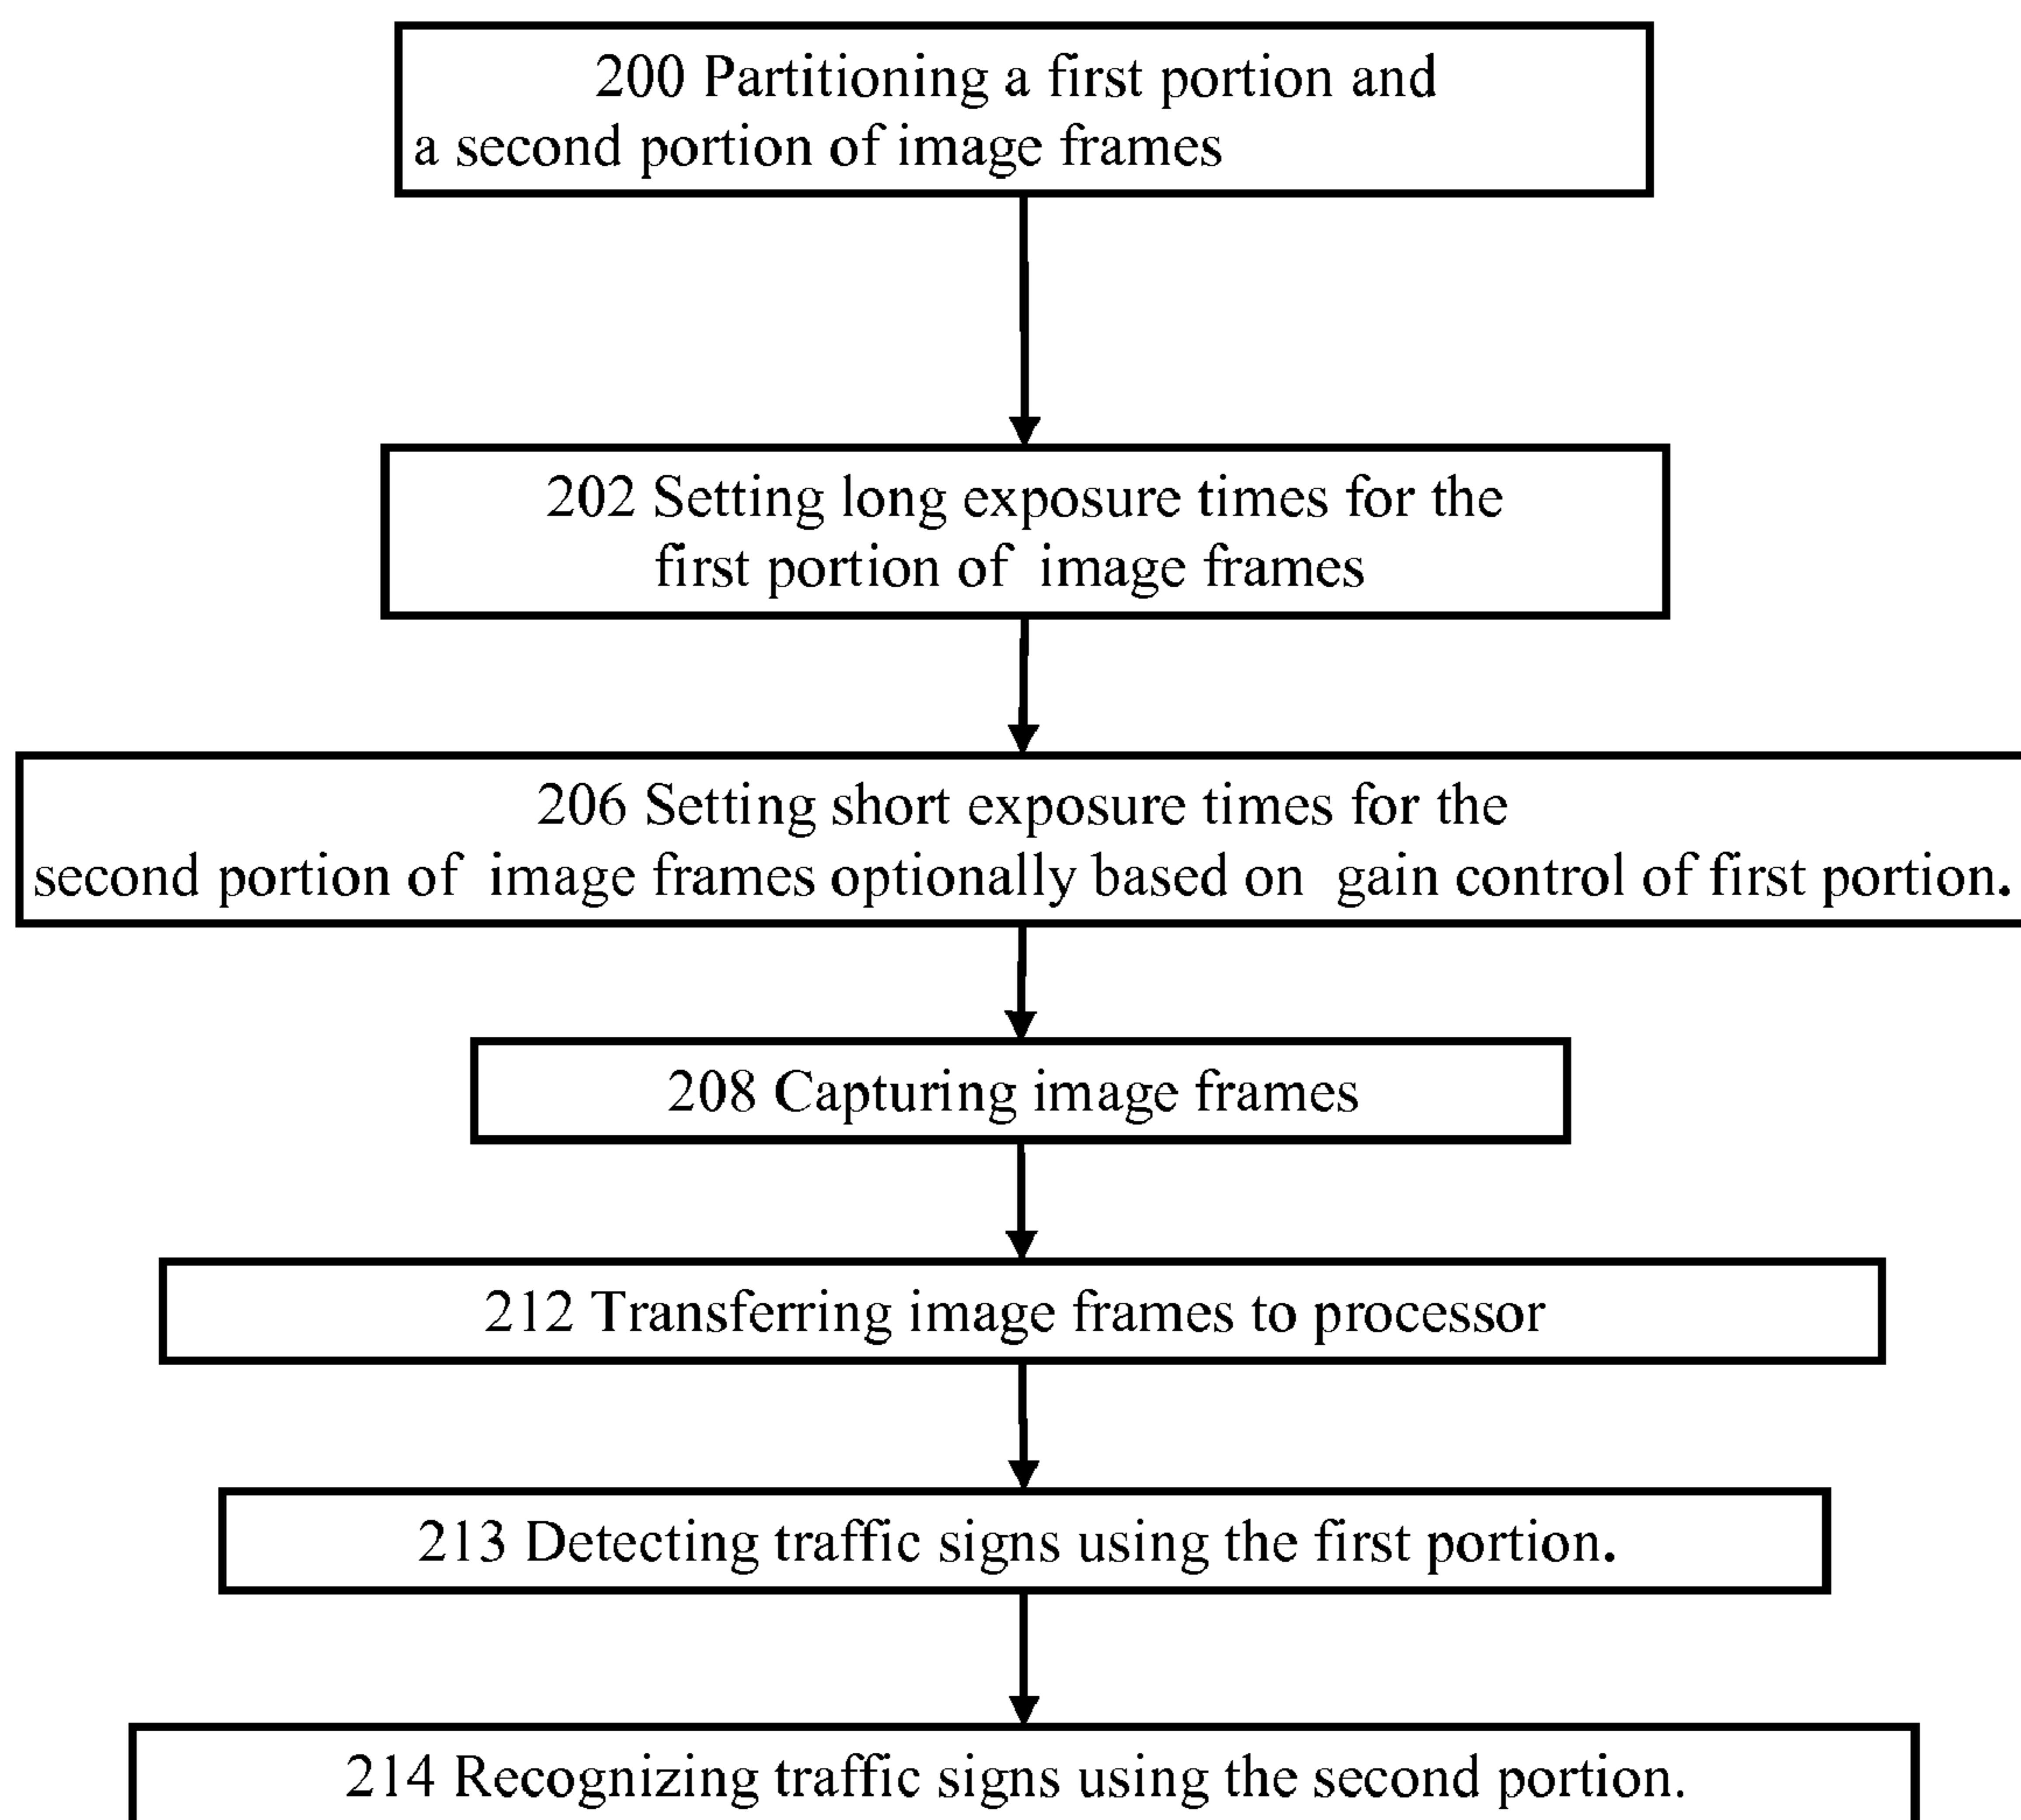 200 Partitioning a first portion and
a second portion of image frames
202 Setting long exposure times for the
first portion of image frames
206 Setting short exposure times for the
second portion of image frames optionally based on gain control of first portion.
208 Capturing image frames
212 Transferring image frames to processor
213 Detecting traffic signs using the first portion.
214 Recognizing traffic signs using the second portion.